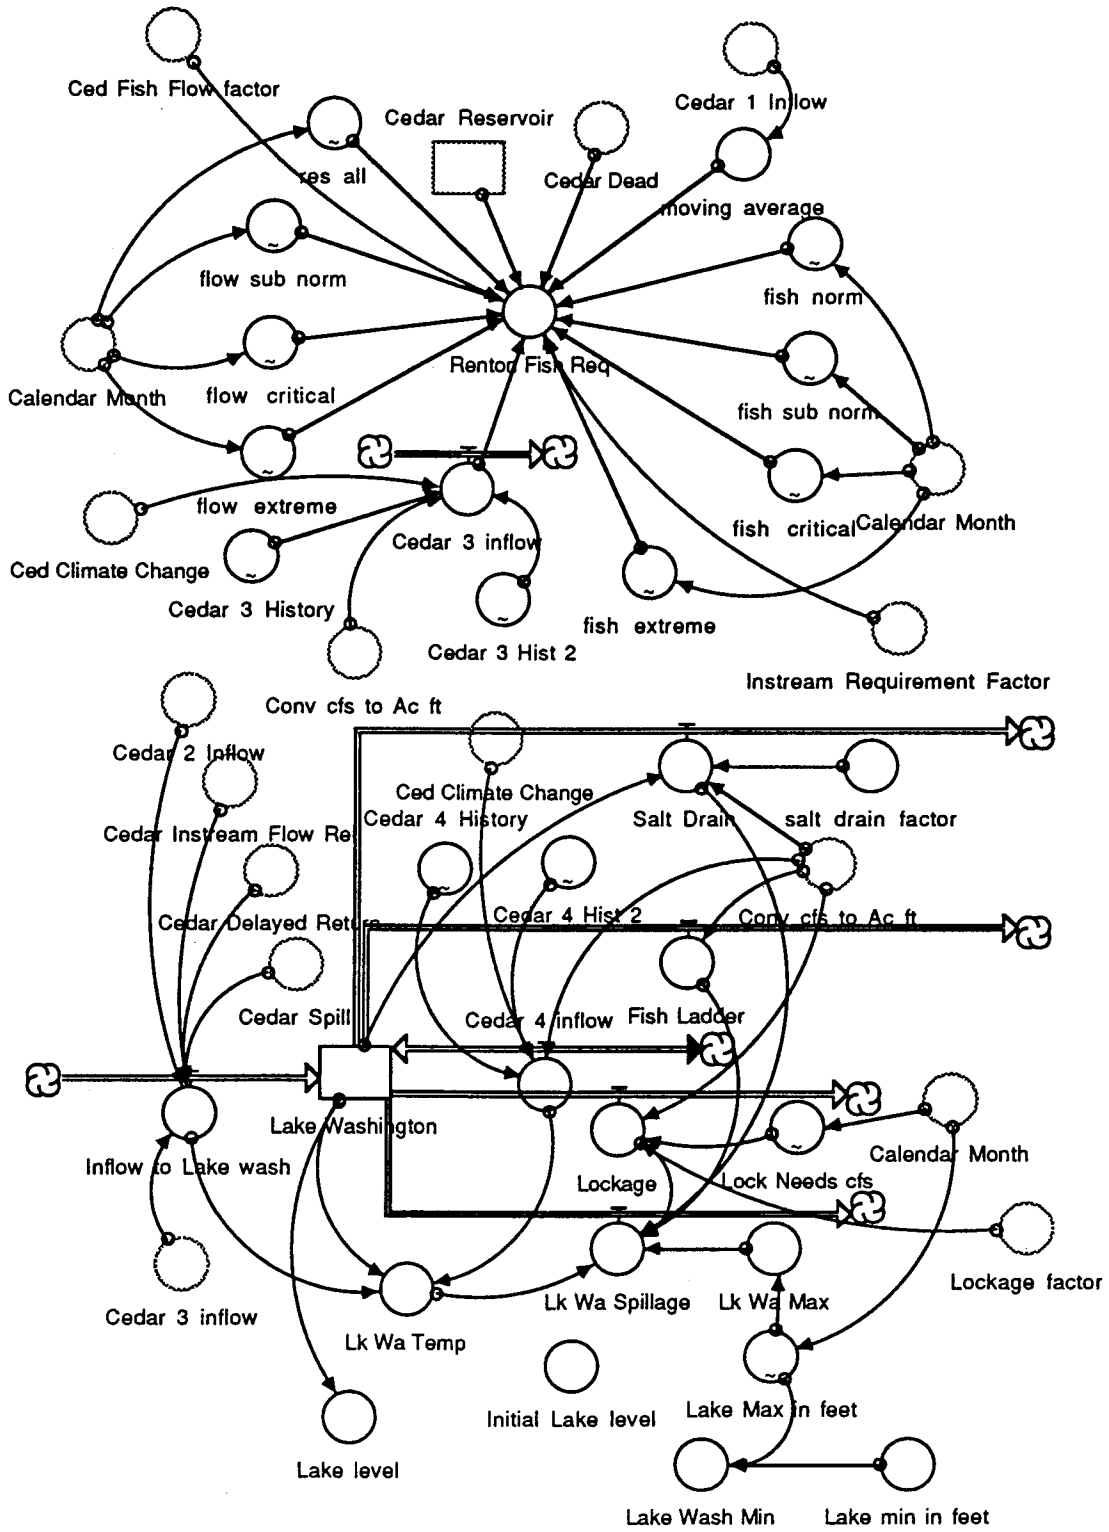 Ced Fish Flow factor
Cedar 1 Inlow
Cedar Reservoir
res all
Cedar Dead
moving average
flow sub norm
fish norm
Renton Fish Req
Calendar Month
flow critical
fish sub norm
flow extreme
fish critical
Calendar Month
Cedar 3 inflow
Ced Climate Change
Cedar 3 History
fish extreme
Cedar 3 Hist 2
Instream Requirement Factor
Conv cfs to Ac ft
Cedar 2 Inflow
Ced Climate Change
Cedar 4 History
Salt Drain
salt drain factor
Cedar Instream Flow Rel
Cedar Delayed Return
Cedar 4 Hist 2
Conv cfs to Ac ft
Cedar Spill
Cedar 4 inflow
Fish Ladder
Lake Washington
Calendar Month
Inflow to Lake wash
Lockage
Lock Needs cfs
Lockage factor
Cedar 3 inflow
Lk Wa Spillage
Lk Wa Max
Lk Wa Temp
Initial Lake level
Lake Max in feet
Lake level
Lake Wash Min
Lake min in feet